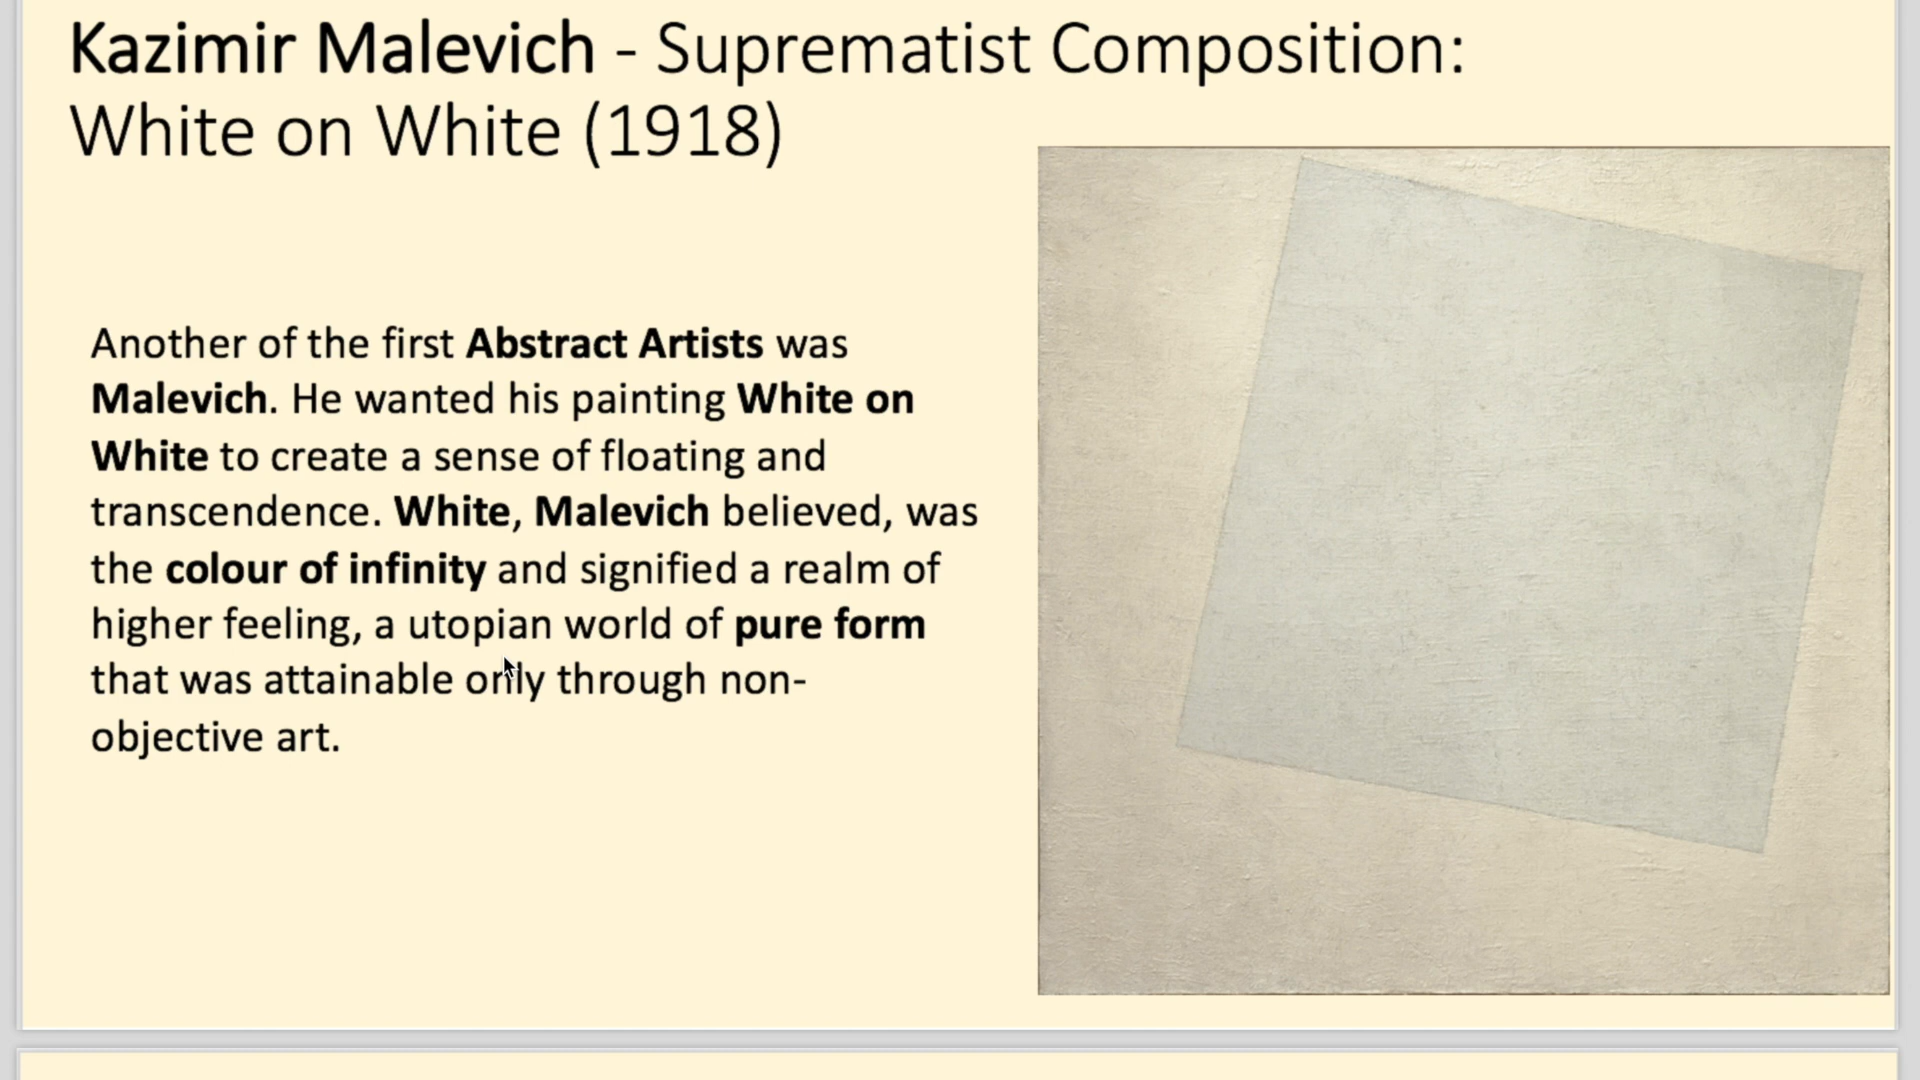 Kazimir Malevich - Suprematist Composition:
White on White (1918)
Another of the first Abstract Artists was
Malevich. He wanted his painting White on
White to create a sense of floating and
transcendence. White, Malevich believed, was
the colour of infinity and signified a realm of
higher feeling, a utopian world of pure form
that was attainable only through non-
objective art.